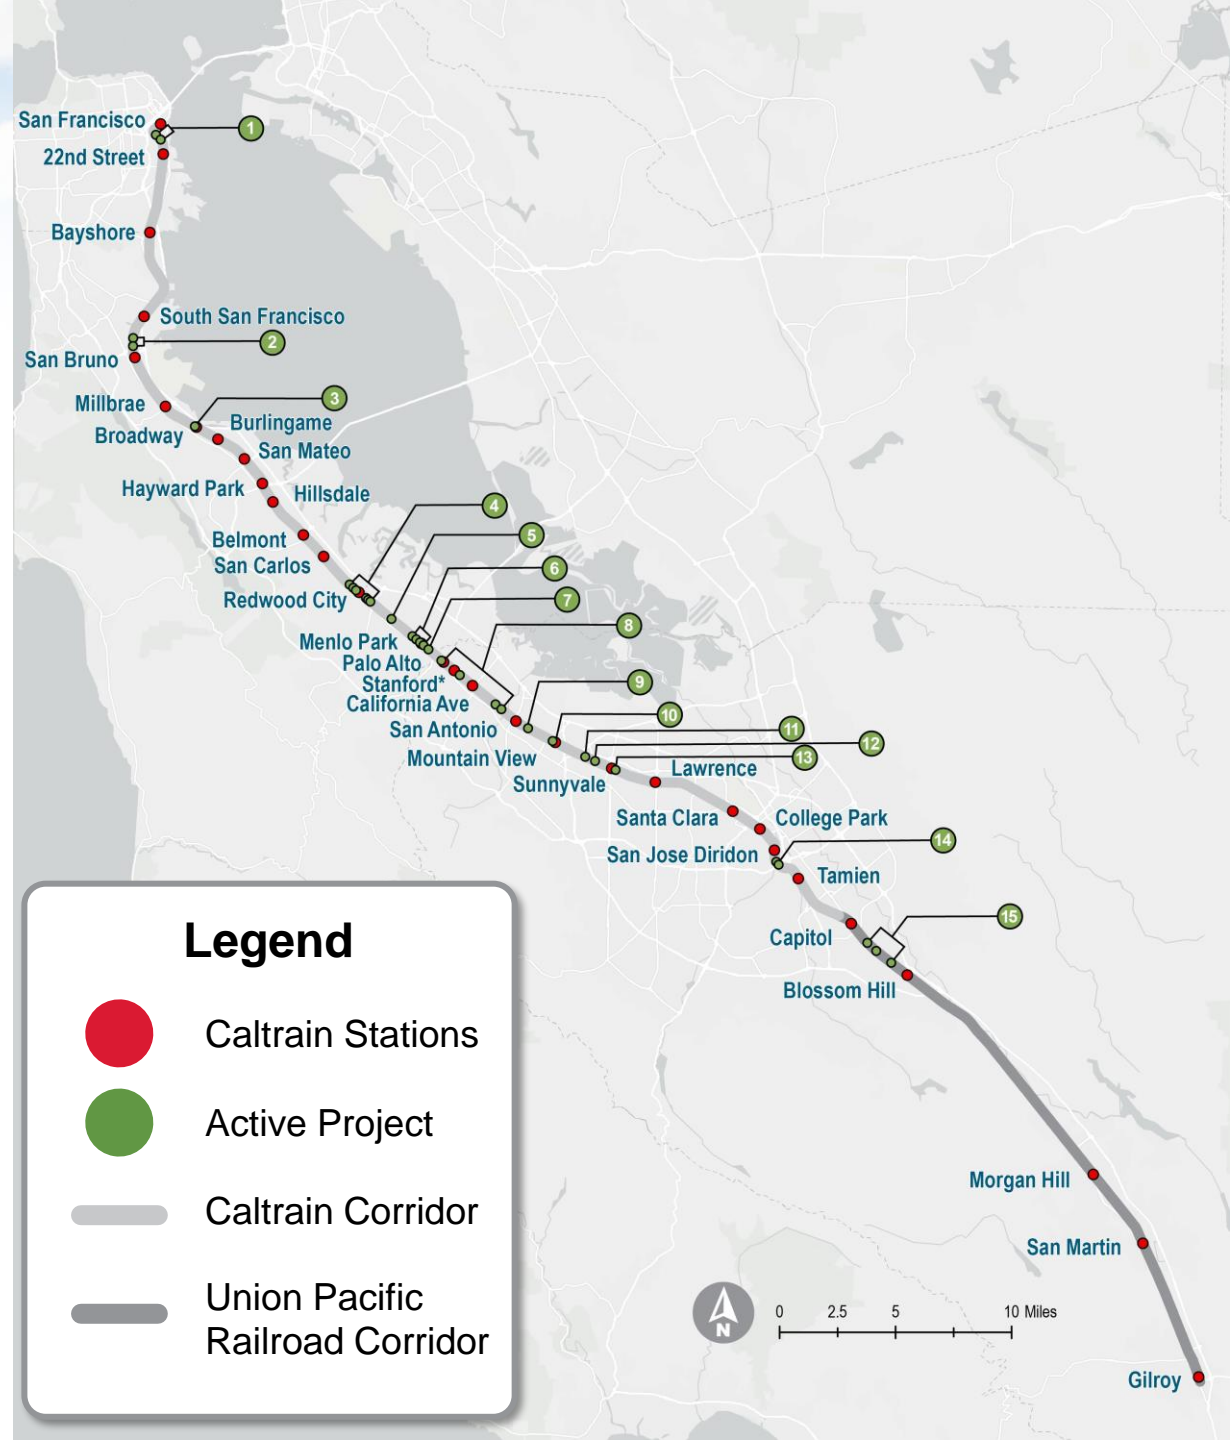 San Francisco
1
22nd Street
Bayshore
South San Francisco
2
San Bruno
3
Millbrae
Burlingame
Broadway
San Mateo
Hayward Park
Hillsdale
4
5
Belmont
San Carlos
6
Redwood City
7
8
Menlo Park
Palo Alto
Stanford*
9
California Ave
10
San Antonio
11
12
Mountain View
13
Lawrence
Sunnyvale
Santa Clara
College Park
14
San Jose Diridon
Tamien
15
Capitol
Blossom Hill
Legend
Caltrain Stations
Active Project
Caltrain Corridor
Union Pacific
Railroad Corridor
Morgan Hill
San Martin
N
0 2.5 5 10 Miles
Gilroy